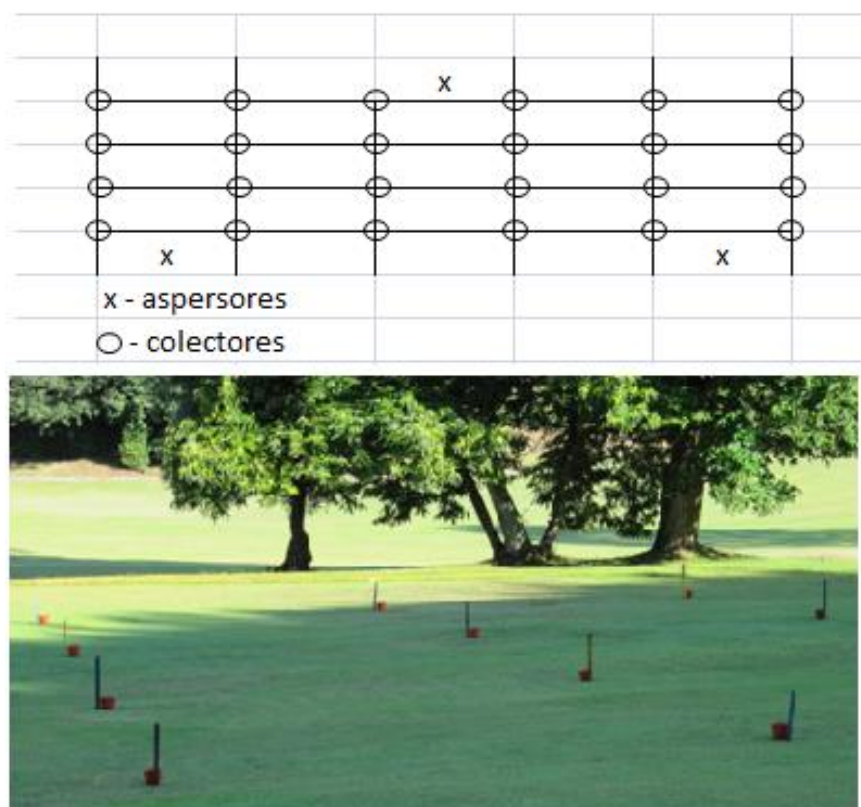 x
x x
x - aspersores
- colectores